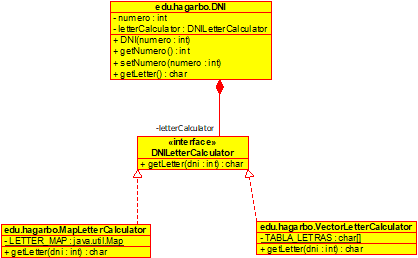 edu.hagarbo.DNI
- numero : int
- letterCalculator : DNILetterCalculator
+ DNI(numero : int)
+ getNumero() : int
+ setNumero(numero : int)
+ getLetter() : char
-letterCalculator
«interface»
DNILetterCalculator
+ getLetter(dni : int) : char
edu.hagarbo.MapLetterCalculator
- LETTER_MAP : java.util.Map
+ getLetter(dni : int) : char
edu.hagarbo.VectorLetterCalculator
- TABLA_LETRAS : char[]
+ getLetter(dni : int) : char